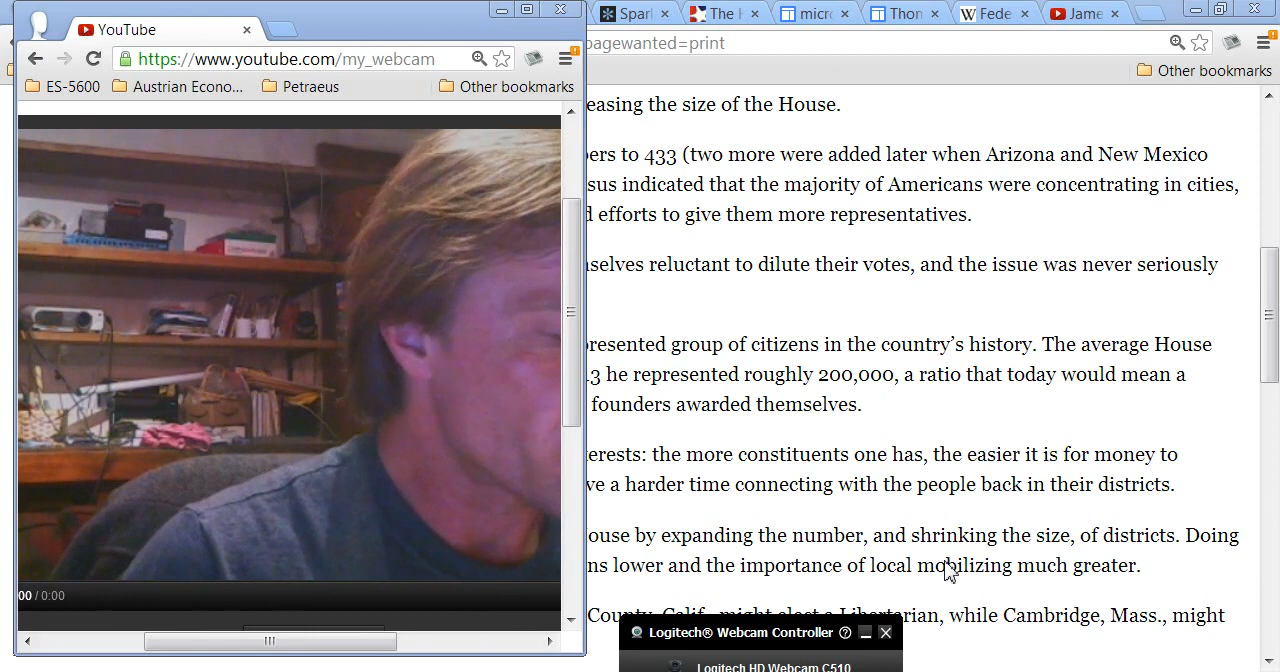 YouTube
https://www.youtube.com/my_webcam
ES-5600
Austrian Econo...
Petraeus
Other bookmarks
00 / 0:00
Spar
The
micr
Thon
Fede
Jame
pagewanted=print
Other bookmarks
easing the size of the House.
ers to 433 (two more were added later when Arizona and New Mexico
sus indicated that the majority of Americans were concentrating in cities,
d efforts to give them more representatives.
selves reluctant to dilute their votes, and the issue was never seriously
presented group of citizens in the country’s history. The average House
13 he represented roughly 200,000, a ratio that today would mean a
founders awarded themselves.
erests: the more constituents one has, the easier it is for money to
ve a harder time connecting with the people back in their districts.
ouse by expanding the number, and shrinking the size, of districts. Doing
ns lower and the importance of local mobilizing much greater.
County, Calif., might elect a Libertarian, while Cambridge, Mass., might
Logitech® Webcam Controller
Logitech HD Webcam C510